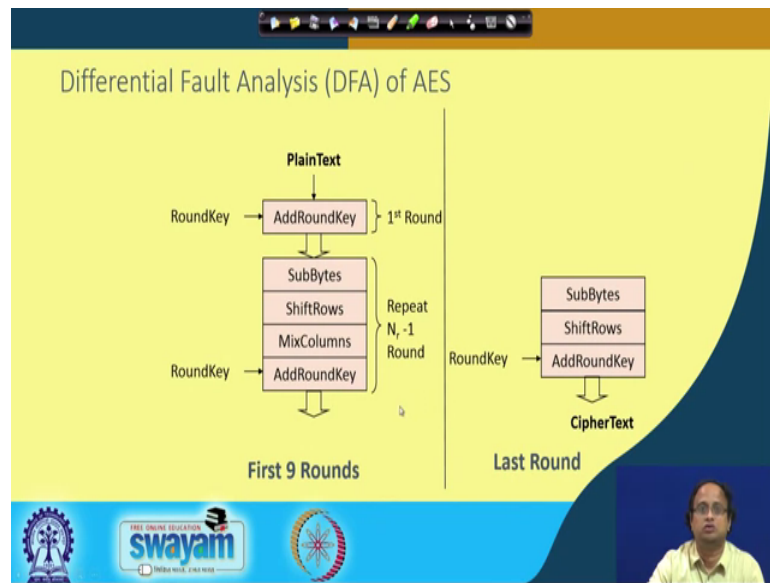 Differential Fault Analysis (DFA) of AES
PlainText
RoundKey
AddRoundKey
1st Round
SubBytes
ShiftRows
MixColumns
RoundKey
AddRoundKey
Repeat
Nr -1
Round
First 9 Rounds
SubBytes
ShiftRows
RoundKey
AddRoundKey
CipherText
Last Round
FREE ONLINE EDUCATION
swayam